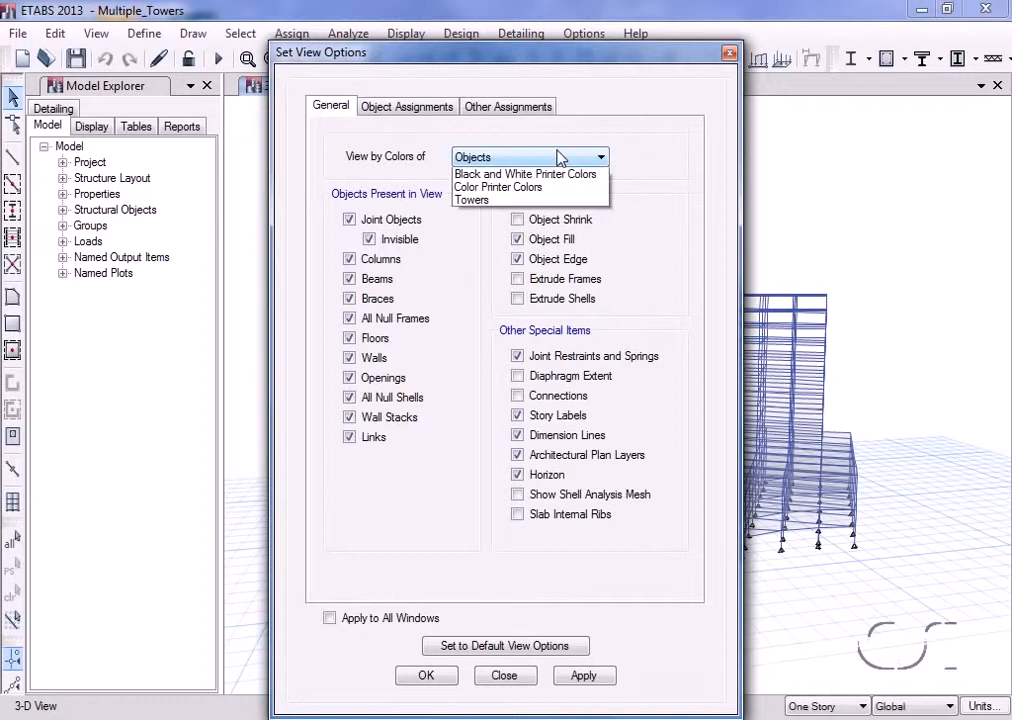 ETABS 2013 - Multiple_Towers
File Edit View Define Draw Select Assign Analyze Display Design Detailing Options Help
Set View Options
Model Explorer
Detailing
Model Display Tables Reports
Model
Project
Structure Layout
Properties
Structural Objects
Groups
Loads
Named Output Items
Named Plots
all
PS
clr
General Object Assignments Other Assignments
View by Colors of Objects
Black and White Printer Colors
Color Printer Colors
Towers
Objects Present in View
Joint Objects
Invisible
Columns
Beams
Braces
All Null Frames
Floors
Walls
Openings
All Null Shells
Wall Stacks
Links
Object Shrink
Object Fill
Object Edge
Extrude Frames
Extrude Shells
Other Special Items
Joint Restraints and Springs
Diaphragm Extent
Connections
Story Labels
Dimension Lines
Architectural Plan Layers
Horizon
Show Shell Analysis Mesh
Slab Internal Ribs
Apply to All Windows
Set to Default View Options
OK Close Apply
3-D View One Story Global Units...